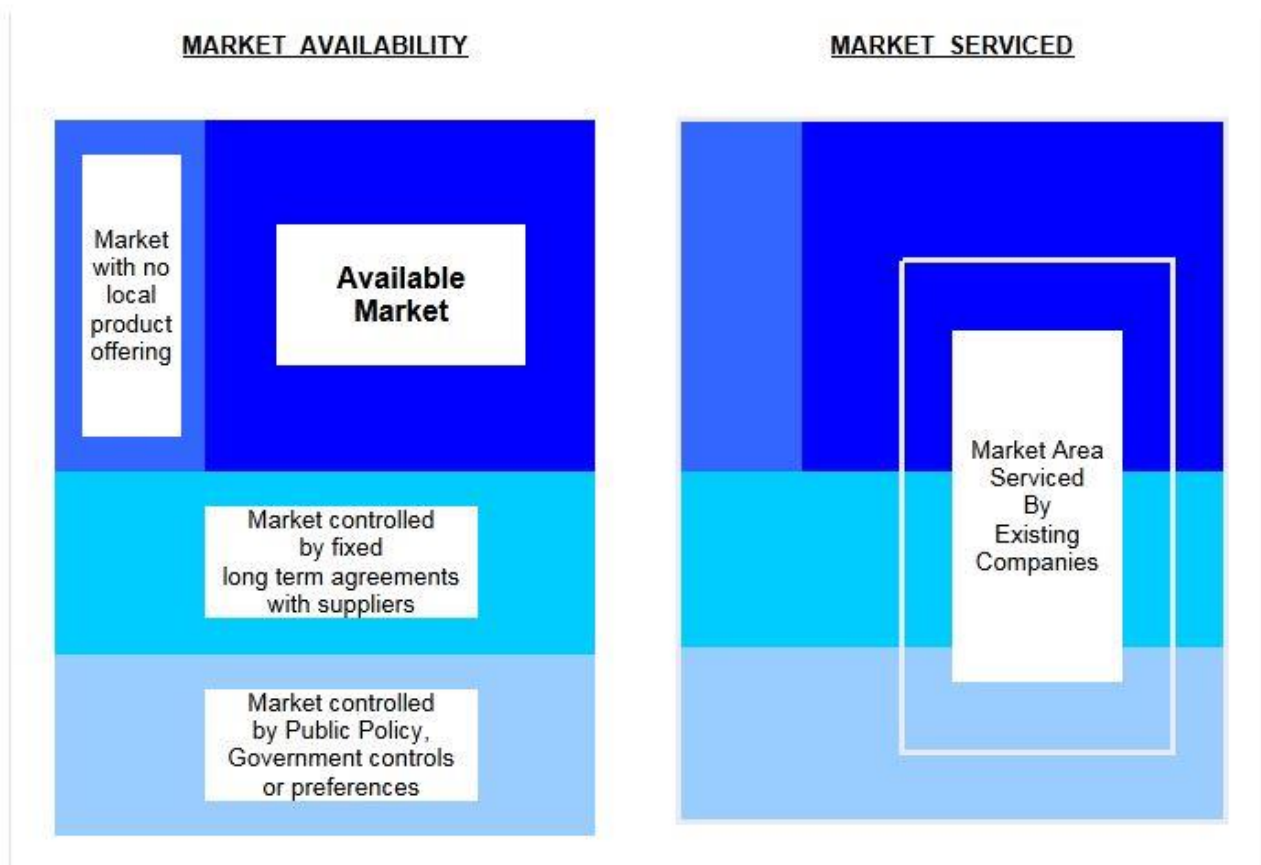 MARKET AVAILABILITY
MARKET SERVICED
Market
with no
local
product
offering
Available
Market
Market controlled
by fixed
long term agreements
with suppliers
Market controlled
by Public Policy,
Government controls
or preferences
Market Area
Serviced
By
Existing
Companies